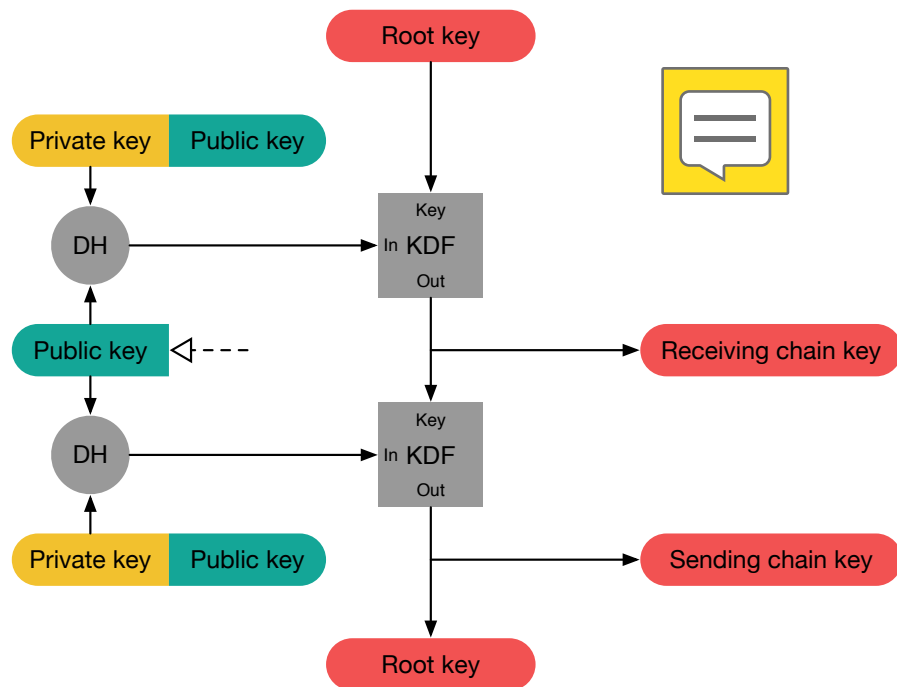 Root key
Private key Public key
Key
DH
In KDF
Out
Public key
Receiving chain key
Key
DH
In KDF
Out
Private key Public key
Sending chain key
Root key